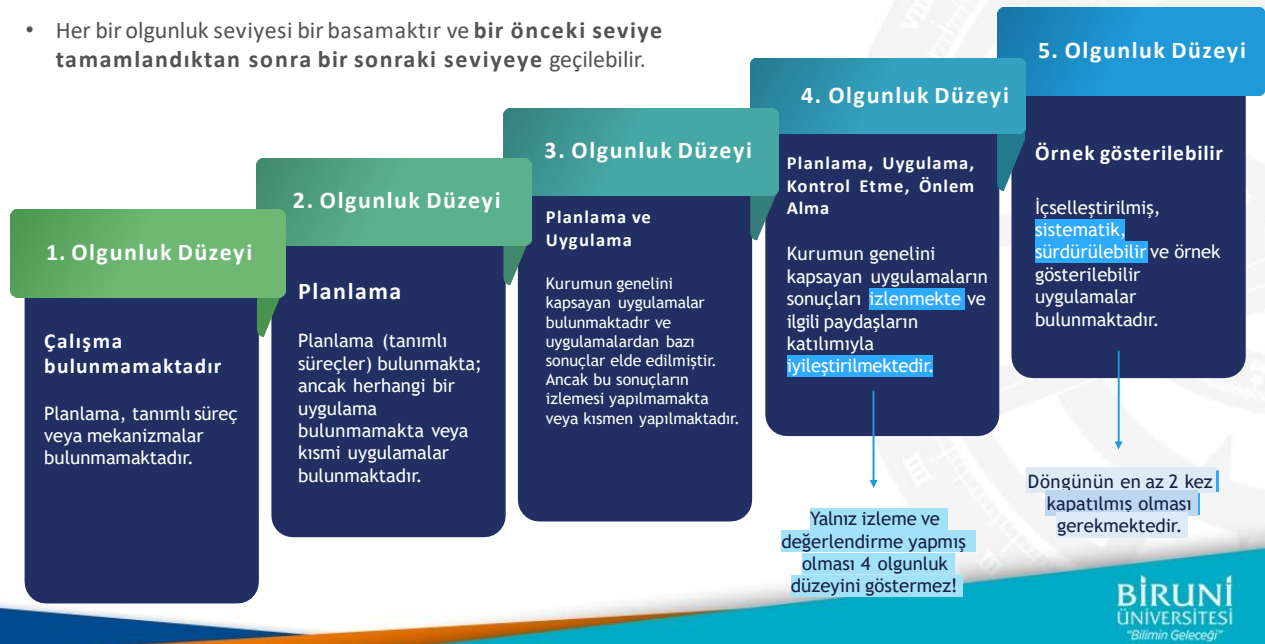 • Her bir olgunluk seviyesi bir basamaktır ve bir önceki seviye
tamamlandıktan sonra bir sonraki seviyeye geçilebilir.
1. Olgunluk Düzeyi
Çalışma
bulunmamaktadır
Planlama, tanımlı süreç
veya mekanizmalar
bulunmamaktadır.
2. Olgunluk Düzeyi
Planlama
Planlama (tanımlı
süreçler) bulunmakta;
ancak herhangi bir
uygulama
bulunmamakta veya
kısmi uygulamalar
bulunmaktadır.
3. Olgunluk Düzeyi
Planlama ve
Uygulama
Kurumun genelini
kapsayan uygulamalar
bulunmaktadır ve
uygulamalardan bazı
sonuçlar elde edilmiştir.
Ancak bu sonuçların
izlemesi yapılmamakta
veya kısmen yapılmaktadır.
4. Olgunluk Düzeyi
Planlama, Uygulama,
Kontrol Etme, Önlem
Alma
Kurumun genelini
kapsayan uygulamaların
sonuçları izlenmekte ve
ilgili paydaşların
katılımıyla
iyileştirilmektedir.
Yalnız izleme ve
değerlendirme yapmış
olması 4 olgunluk
düzeyini göstermez!
5. Olgunluk Düzeyi
Örnek gösterilebilir
İçselleştirilmiş,
sistematik,
sürdürülebilir ve örnek
gösterilebilir
uygulamalar
bulunmaktadır.
Döngünün en az 2 kez
kapatılmış olması
gerekmektedir.
BİRUNİ
ÜNİVERSİTESİ
"Bilimin Geleceği"